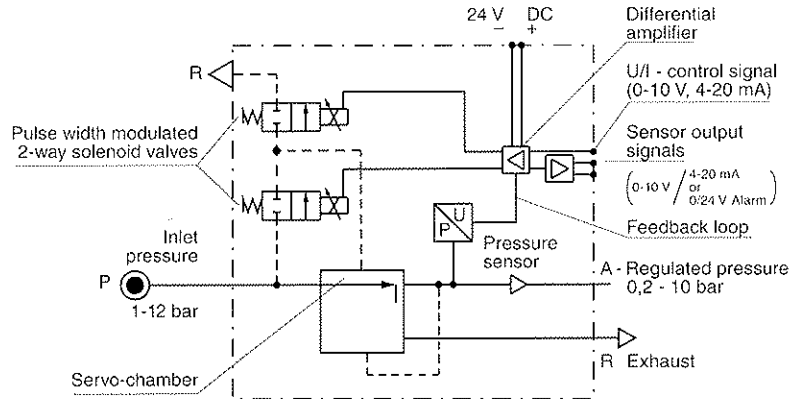 24 V DC
− +
Differential
amplifier
R
U/I - control signal
(0-10 V, 4-20 mA)
Pulse width modulated
2-way solenoid valves
Sensor output
signals
(0-10 V / 4-20 mA
or
0/24 V Alarm)
U
P
Feedback loop
Inlet
pressure
Pressure
sensor
P
A - Regulated pressure
0,2 - 10 bar
1-12 bar
R Exhaust
Servo-chamber